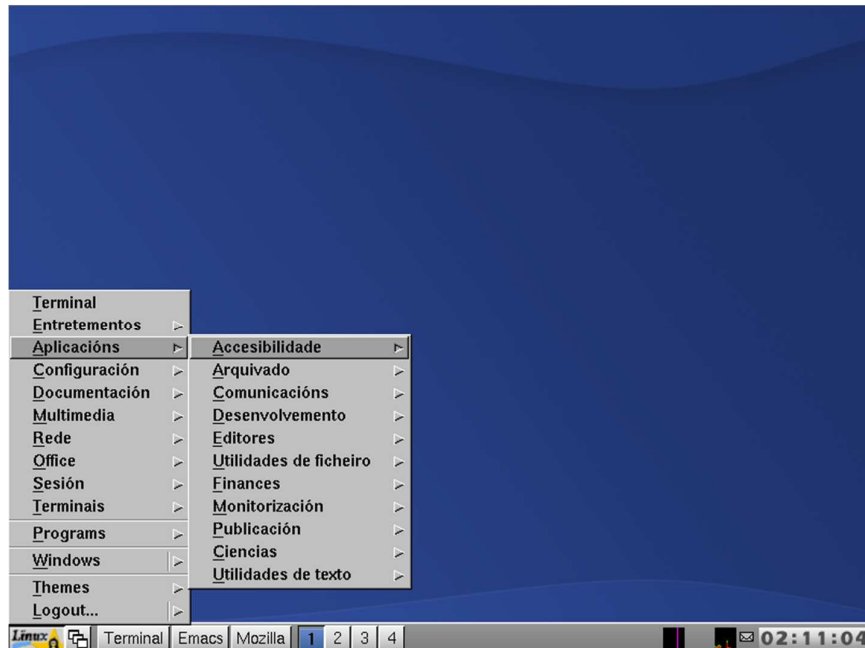 Terminal
Entretementos
Aplicacións
Configuración
Documentación
Multimedia
Rede
Office
Sesión
Terminais
Programs
Windows
Themes
Logout...
Accesibilidade
Arquivado
Comunicacións
Desenvolvemento
Editores
Utilidades de ficheiro
Finances
Monitorización
Publicación
Ciencias
Utilidades de texto
Linux Terminal Emacs Mozilla 1 2 3 4 02:11:04